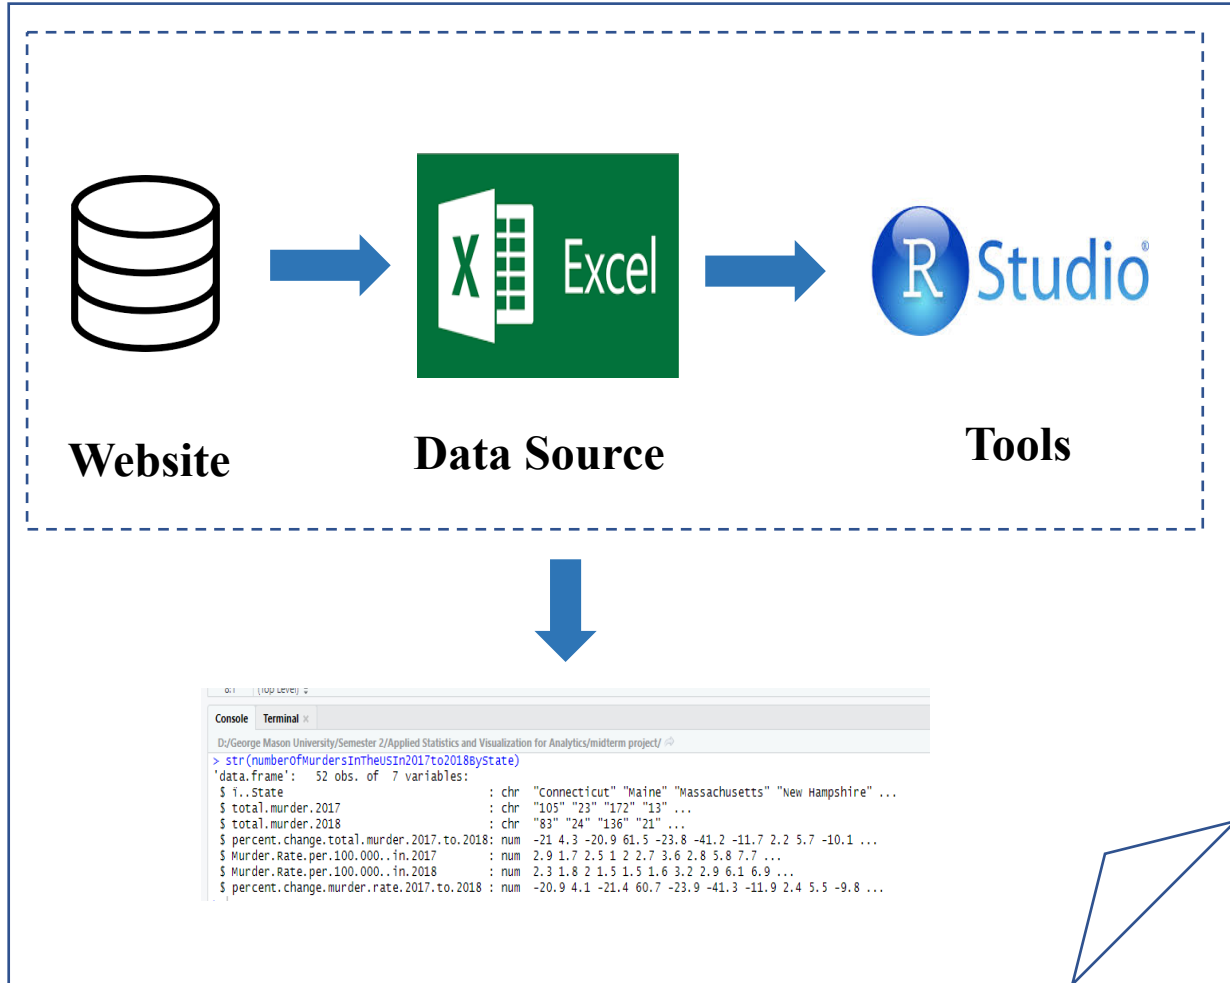 X Excel
R Studio®
Website
Data Source
Tools
(Top Level)
Console Terminal ×
D:/George Mason University/Semester 2/Applied Statistics and Visualization for Analytics/midterm project/
> str(numberOfMurdersInTheUSIn2017to2018ByState)
'data.frame':   52 obs. of  7 variables:
 $ ï..State                               : chr  "Connecticut" "Maine" "Massachusetts" "New Hampshire" ...
 $ total.murder.2017                      : chr  "105" "23" "172" "13" ...
 $ total.murder.2018                      : chr  "83" "24" "136" "21" ...
 $ percent.change.total.murder.2017.to.2018: num  -21 4.3 -20.9 61.5 -23.8 -41.2 -11.7 2.2 5.7 -10.1 ...
 $ Murder.Rate.per.100.000..in.2017       : num  2.9 1.7 2.5 1 2 2.7 3.6 2.8 5.8 7.7 ...
 $ Murder.Rate.per.100.000..in.2018       : num  2.3 1.8 2 1.5 1.5 1.6 3.2 2.9 6.1 6.9 ...
 $ percent.change.murder.rate.2017.to.2018 : num  -20.9 4.1 -21.4 60.7 -23.9 -41.3 -11.9 2.4 5.5 -9.8 ...